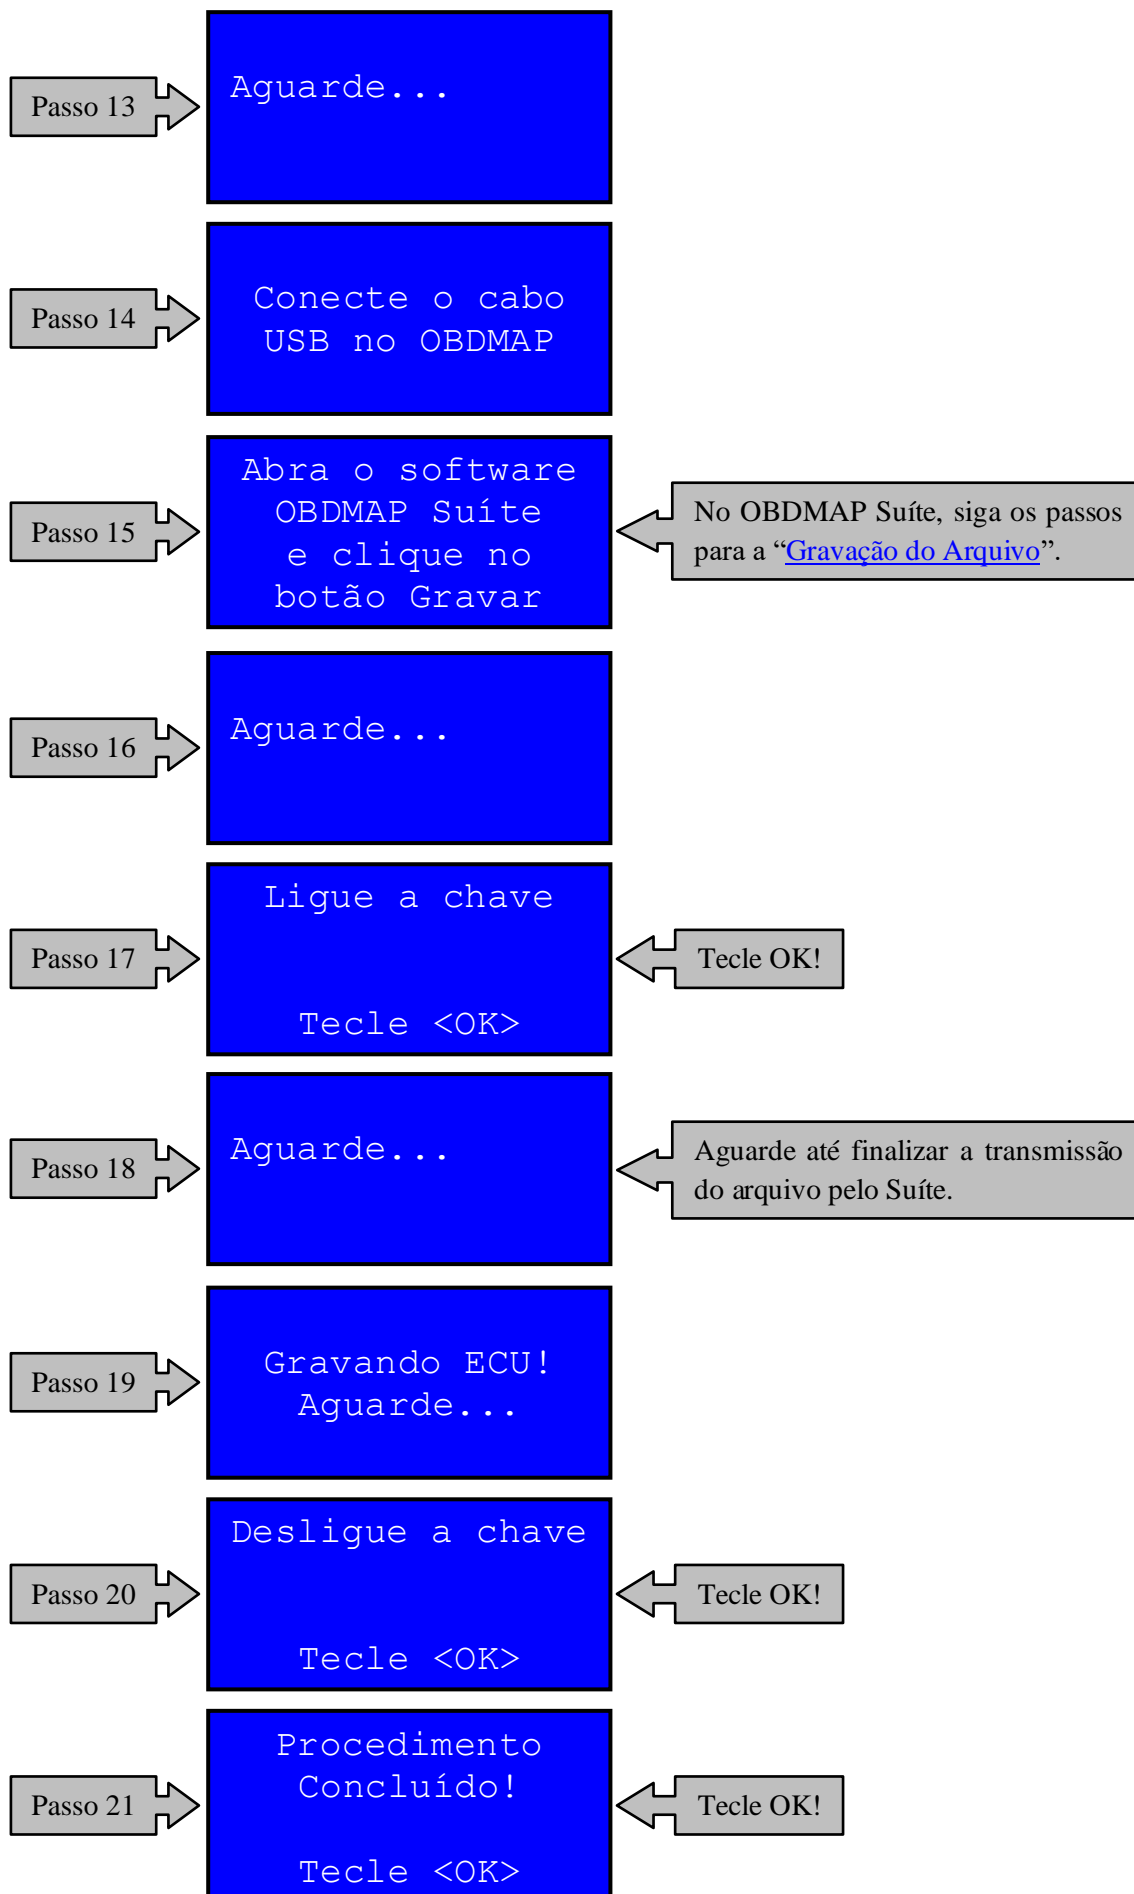 Passo 13
Aguarde...
Passo 14
Conecte o cabo
USB no OBDMAP
Passo 15
Abra o software
OBDMAP Suíte
e clique no
botão Gravar
No OBDMAP Suíte, siga os passos
para a “Gravação do Arquivo”.
Passo 16
Aguarde...
Passo 17
Ligue a chave
Tecle <OK>
Tecle OK!
Passo 18
Aguarde...
Aguarde até finalizar a transmissão
do arquivo pelo Suíte.
Passo 19
Gravando ECU!
Aguarde...
Passo 20
Desligue a chave
Tecle <OK>
Tecle OK!
Passo 21
Procedimento
Concluído!
Tecle <OK>
Tecle OK!